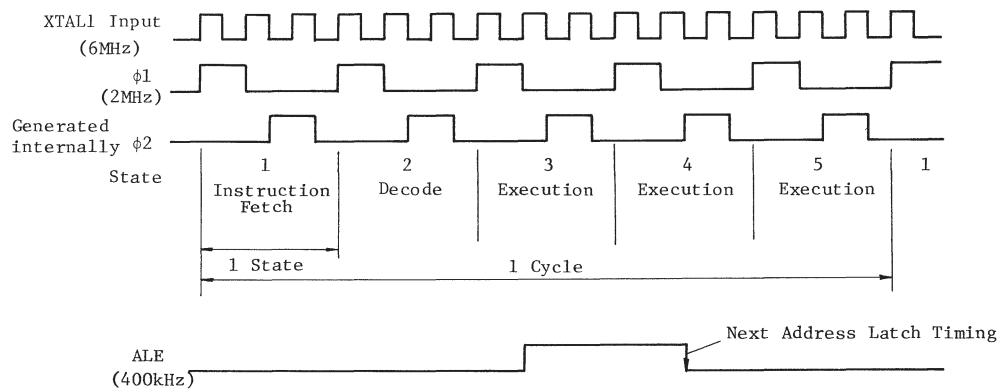 XTAL1 Input
(6MHz)
φ1
(2MHz)
Generated
internally φ2
State
1 2 3 4 5 1
Instruction Fetch Decode Execution Execution Execution
1 State
1 Cycle
Next Address Latch Timing
ALE
(400kHz)